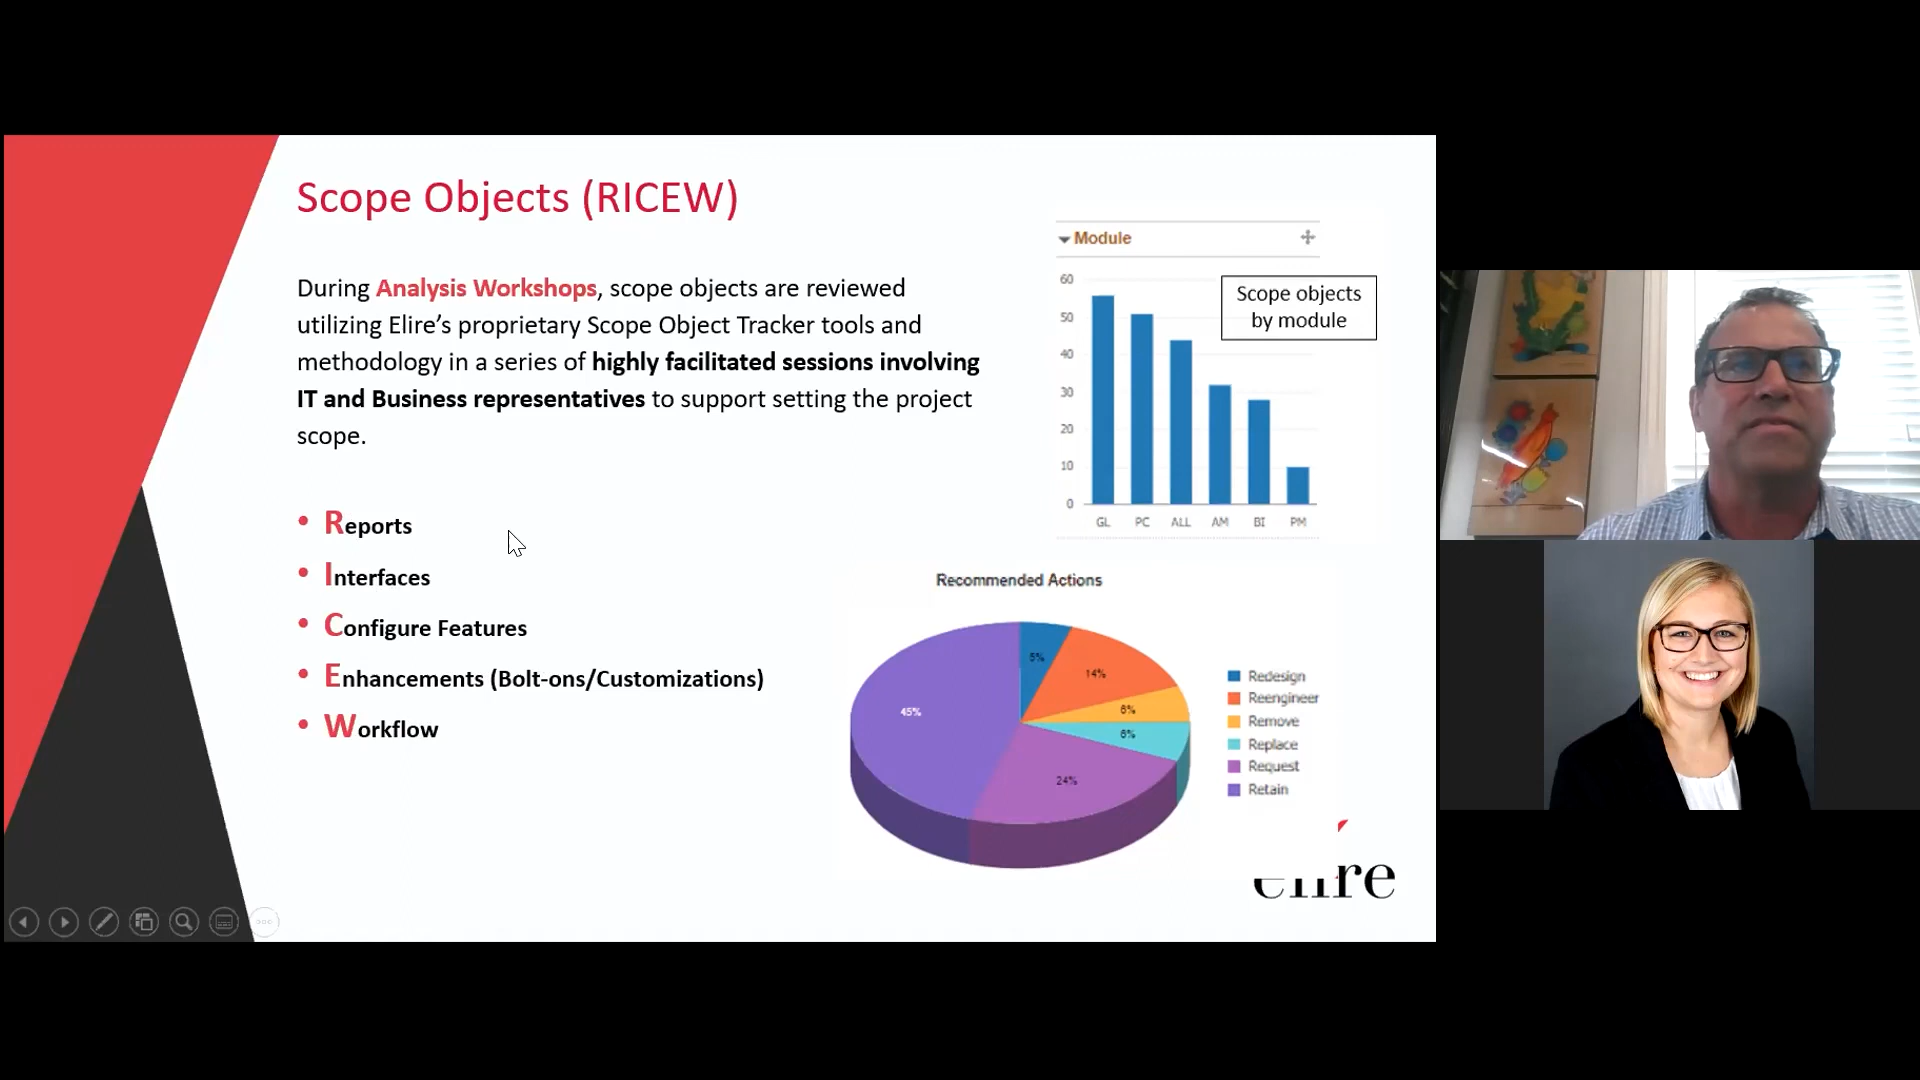 Scope Objects (RICEW)
During Analysis Workshops, scope objects are reviewed
utilizing Elire’s proprietary Scope Object Tracker tools and
methodology in a series of highly facilitated sessions involving
IT and Business representatives to support setting the project
scope.
• Reports
• Interfaces
• Configure Features
• Enhancements (Bolt-ons/Customizations)
• Workflow
Module
Scope objects
by module
60
50
40
30
20
10
0
GL PC ALL AM BI PM
Recommended Actions
5%
14%
6%
6%
24%
45%
Redesign
Reengineer
Remove
Replace
Request
Retain
elire